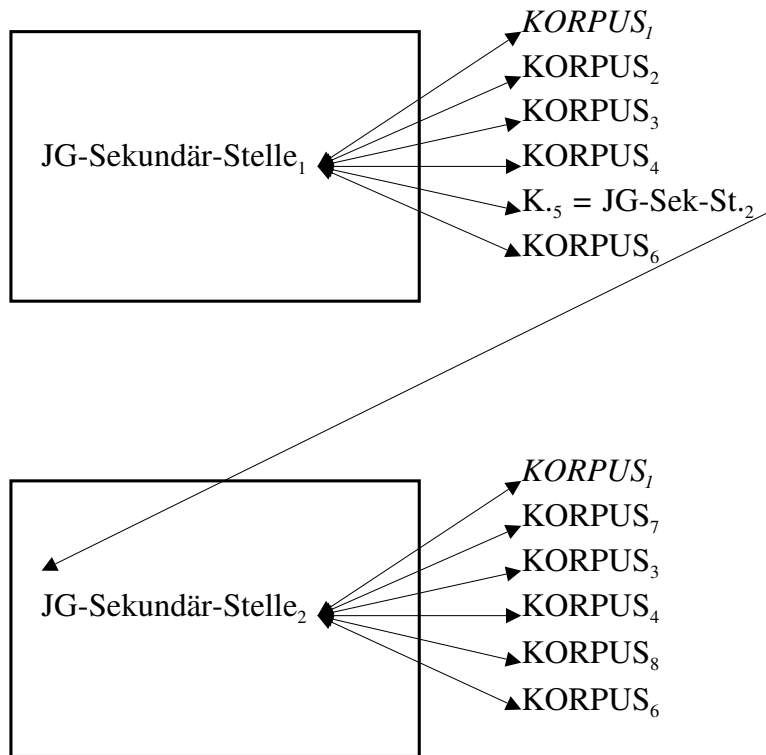 KORPUS₁
KORPUS₂
KORPUS₃
JG-Sekundär-Stelle₁
KORPUS₄
K.₅ = JG-Sek-St.₂
KORPUS₆
KORPUS₁
KORPUS₇
KORPUS₃
JG-Sekundär-Stelle₂
KORPUS₄
KORPUS₈
KORPUS₆